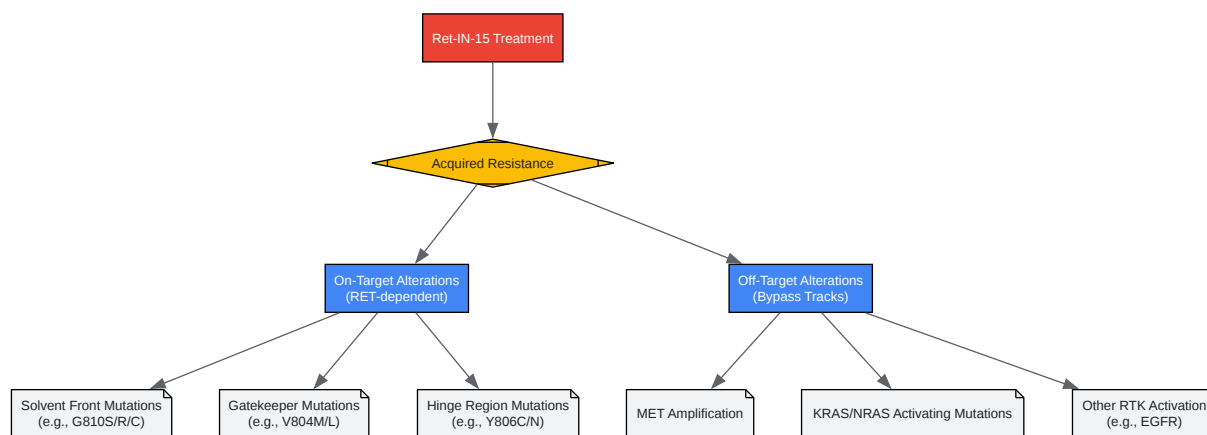 Ret-IN-15 Treatment
Acquired Resistance
On-Target Alterations
(RET-dependent)
Off-Target Alterations
(Bypass Tracks)
Solvent Front Mutations
(e.g., G810S/R/C)
Gatekeeper Mutations
(e.g., V804M/L)
Hinge Region Mutations
(e.g., Y806C/N)
MET Amplification
KRAS/NRAS Activating Mutations
Other RTK Activation
(e.g., EGFR)